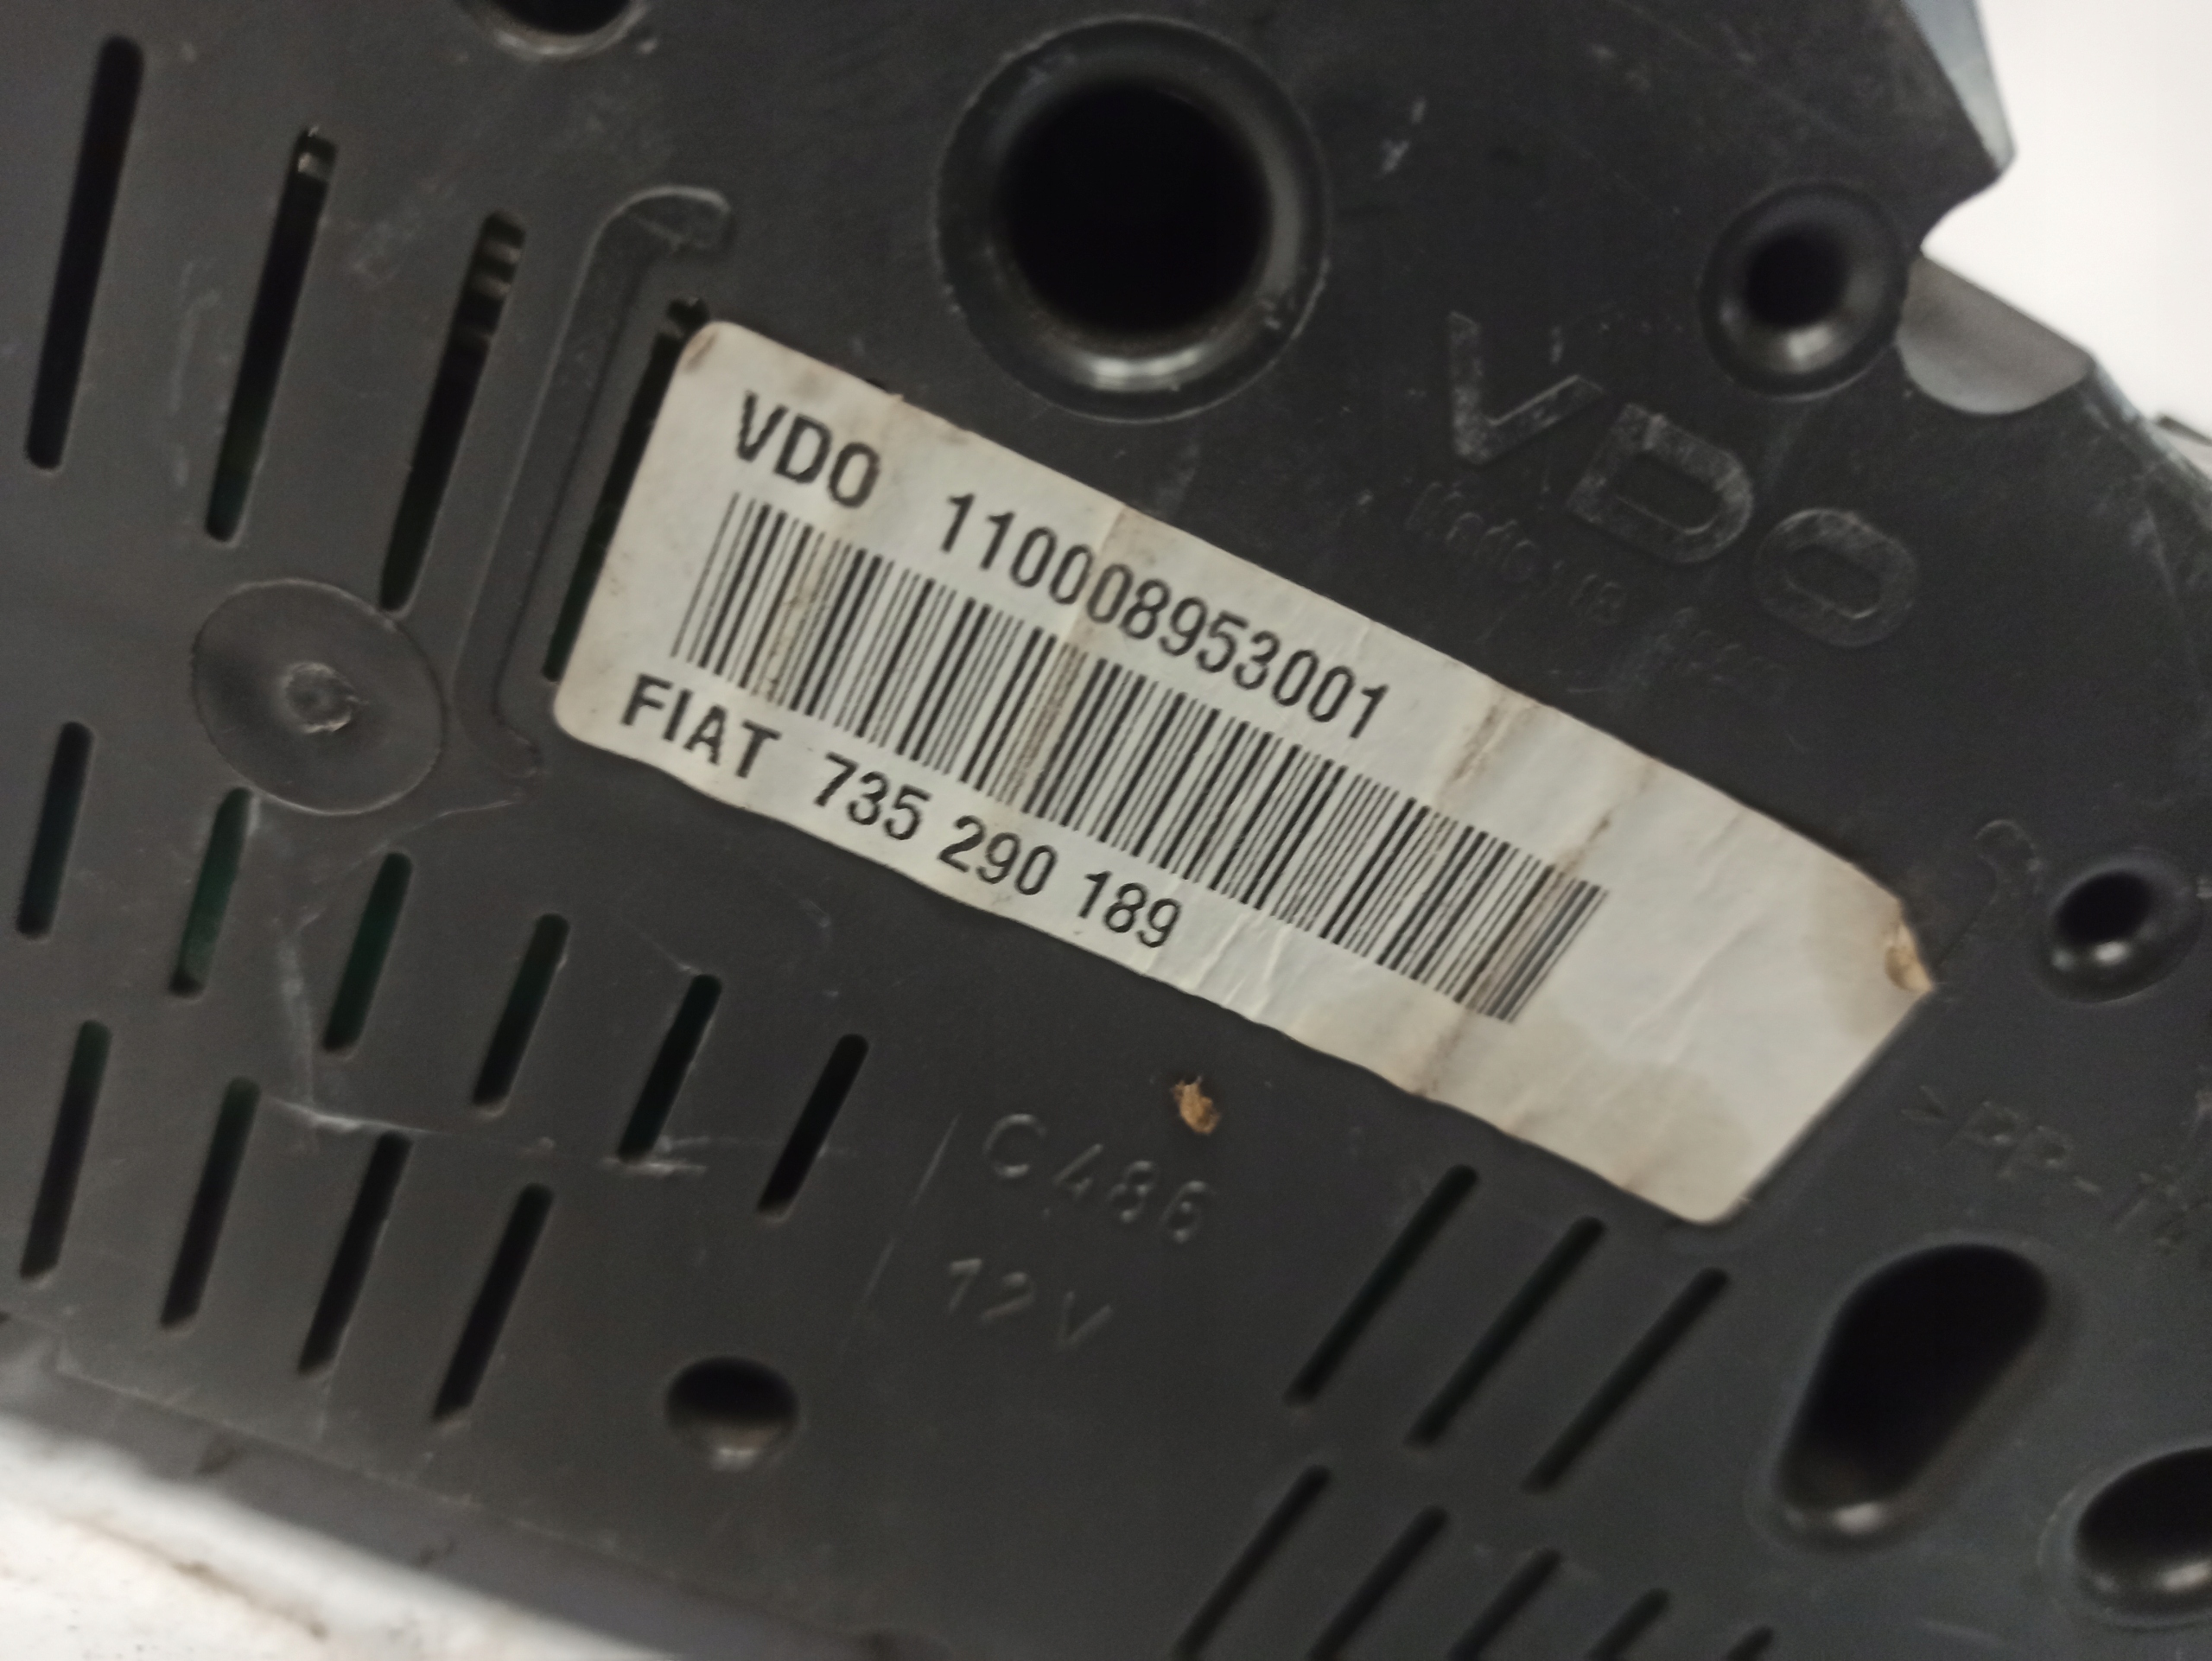 VDO 110008953001
FIAT 735 290 189
VDO
C486
12V